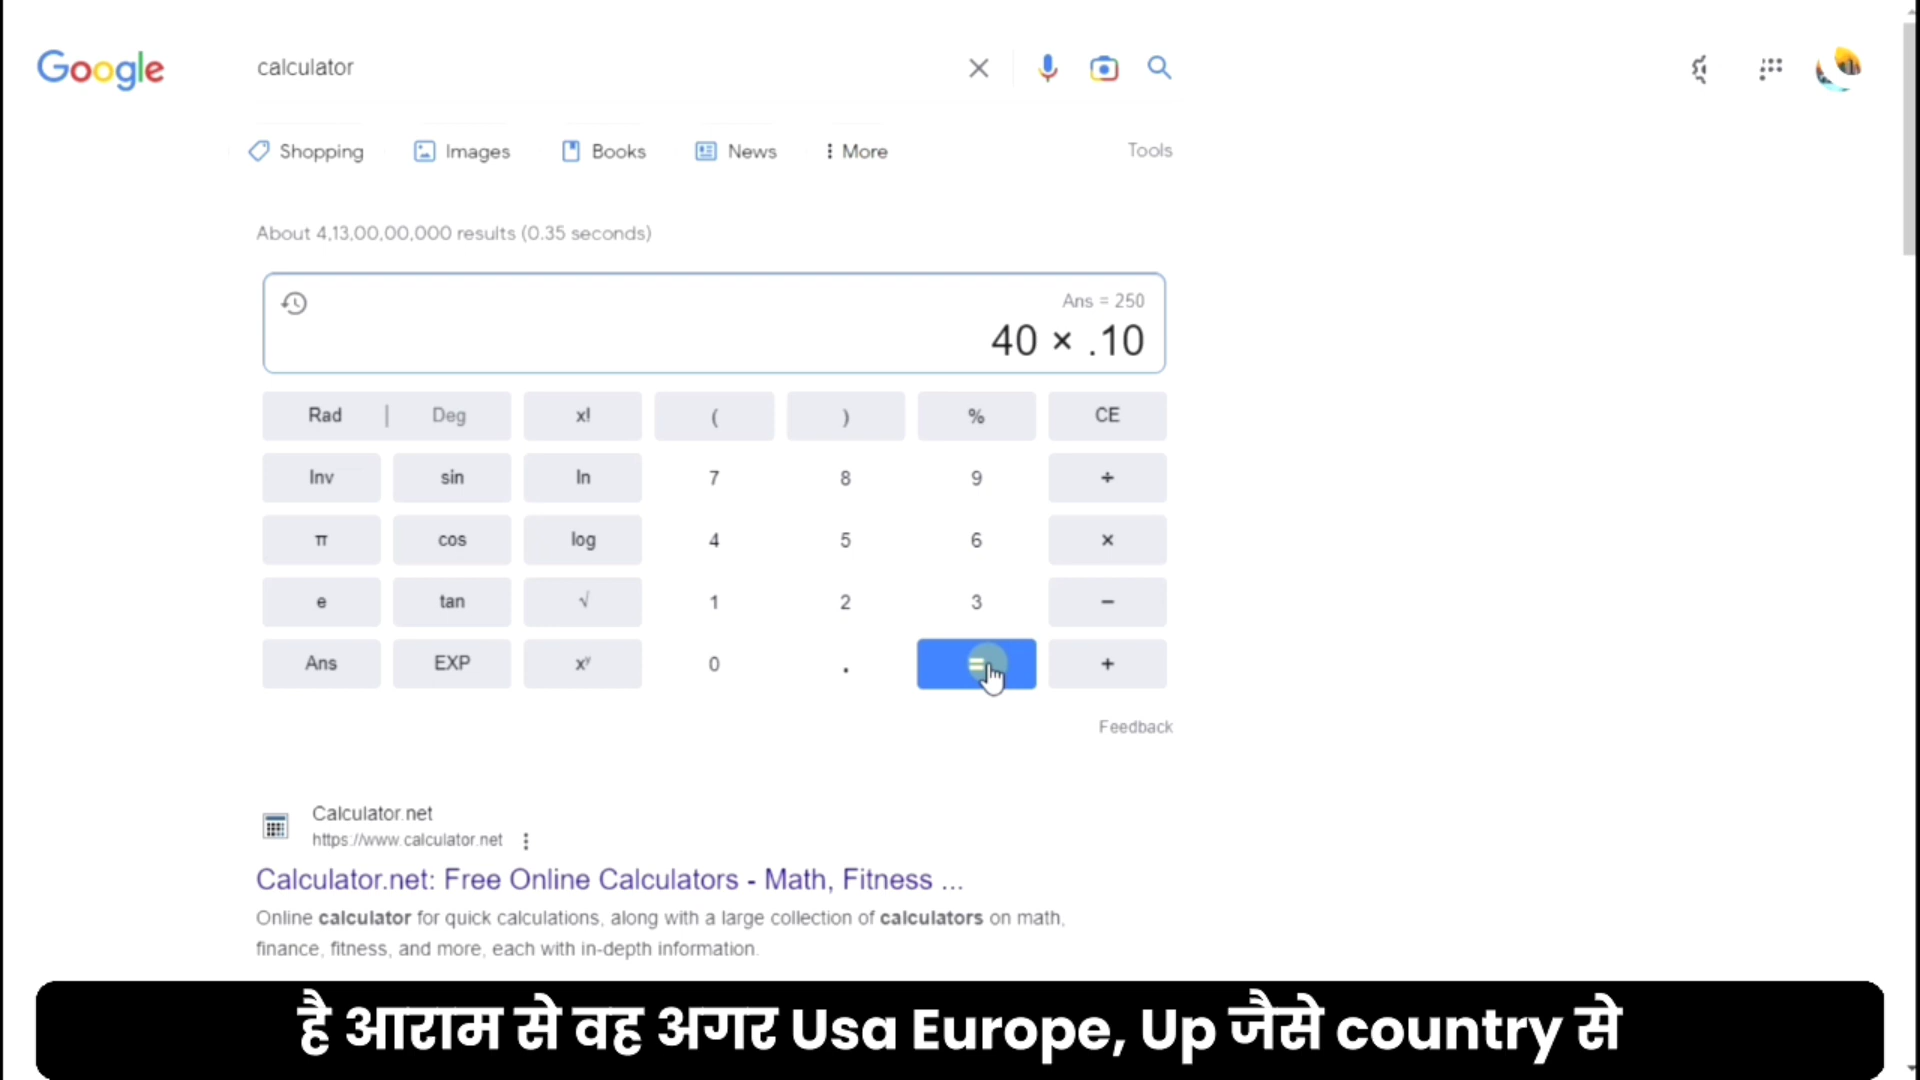 Google
calculator
Shopping Images Books News More Tools
About 4,13,00,00,000 results (0.35 seconds)
Ans = 250
40 × .10
Rad | Deg x! ( ) % CE
Inv sin ln 7 8 9 ÷
π cos log 4 5 6 ×
e tan √ 1 2 3 −
Ans EXP xʸ 0 . = +
Feedback
Calculator.net
https://www.calculator.net
Calculator.net: Free Online Calculators - Math, Fitness ...
Online calculator for quick calculations, along with a large collection of calculators on math,
finance, fitness, and more, each with in-depth information.
है आराम से वह अगर Usa Europe, Up जैसे country से